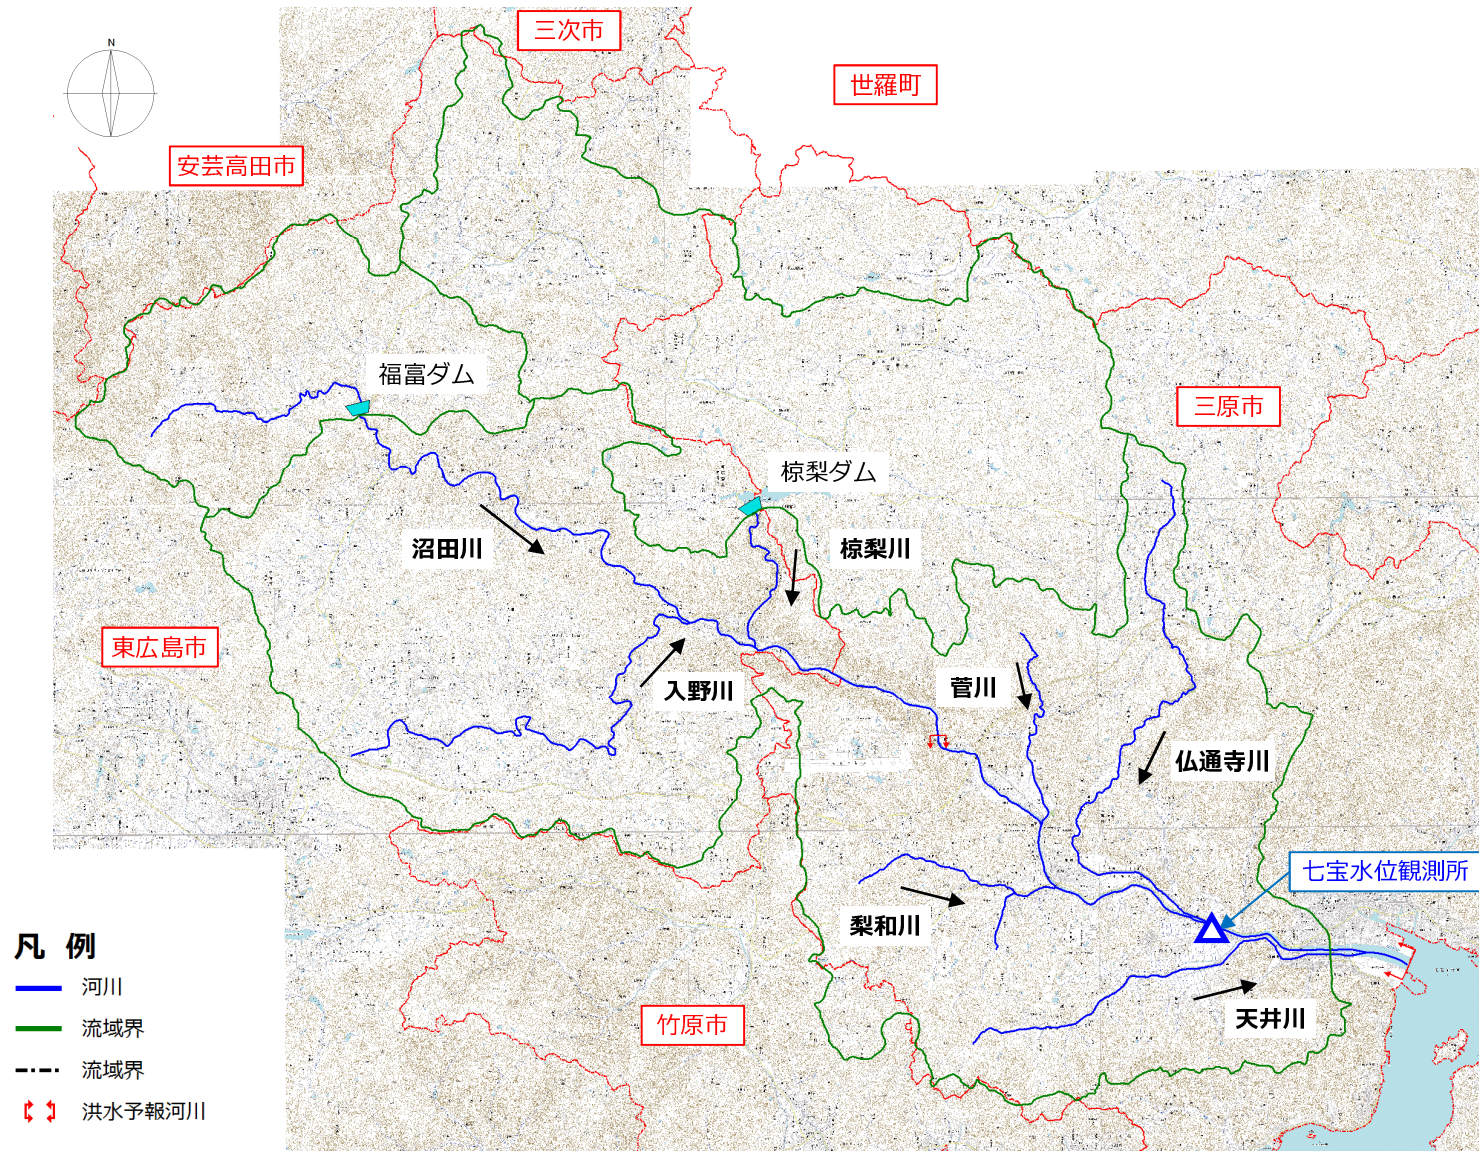 N
三次市
世羅町
安芸高田市
福富ダム
三原市
椋梨ダム
沼田川
椋梨川
東広島市
入野川
菅川
仏通寺川
七宝水位観測所
梨和川
凡 例
河川
流域界
流域界
洪水予報河川
竹原市
天井川